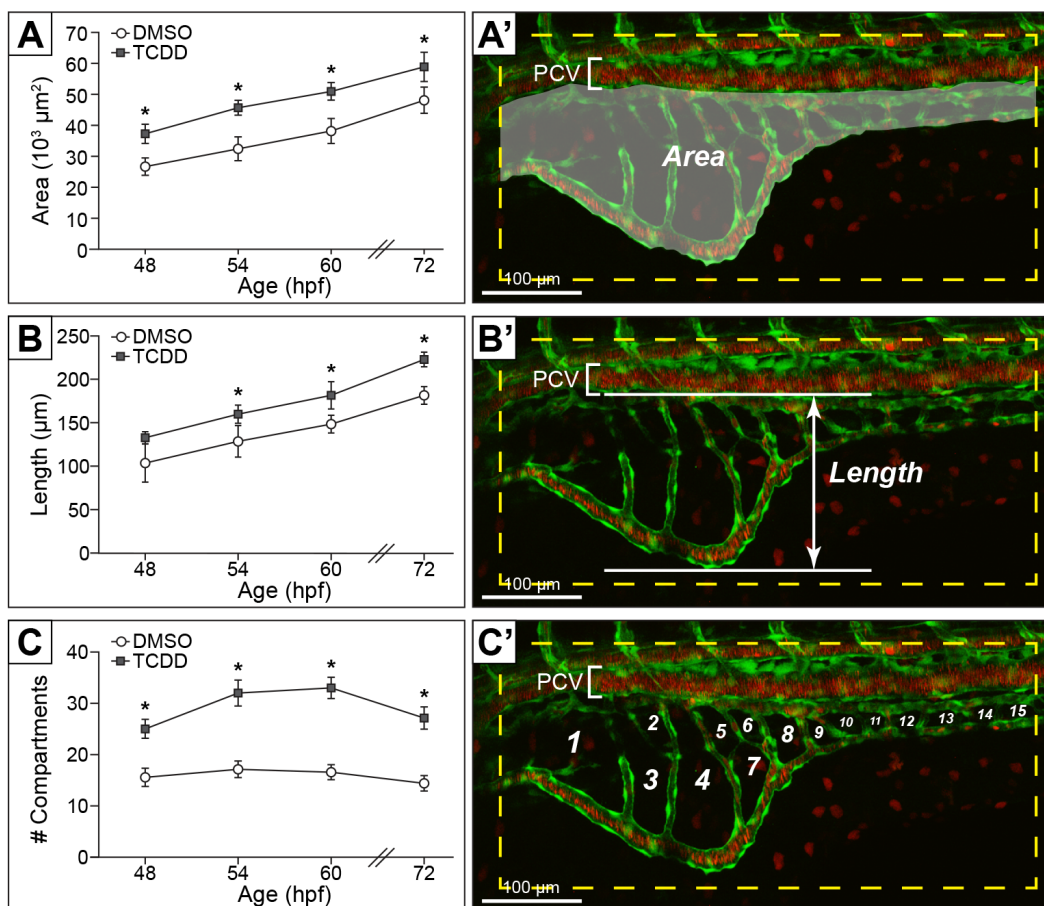 A
DMSO
TCDD
Area (10³ µm²)
70
60
50
40
30
20
10
0
* * * *
48 54 60 72
Age (hpf)
A'
PCV
Area
100 µm
B
DMSO
TCDD
Length (µm)
250
200
150
100
50
0
* * *
48 54 60 72
Age (hpf)
B'
PCV
Length
100 µm
C
DMSO
TCDD
# Compartments
40
30
20
10
0
* * * *
48 54 60 72
Age (hpf)
C'
PCV
1 2 3 4 5 6 7 8 9 10 11 12 13 14 15
100 µm